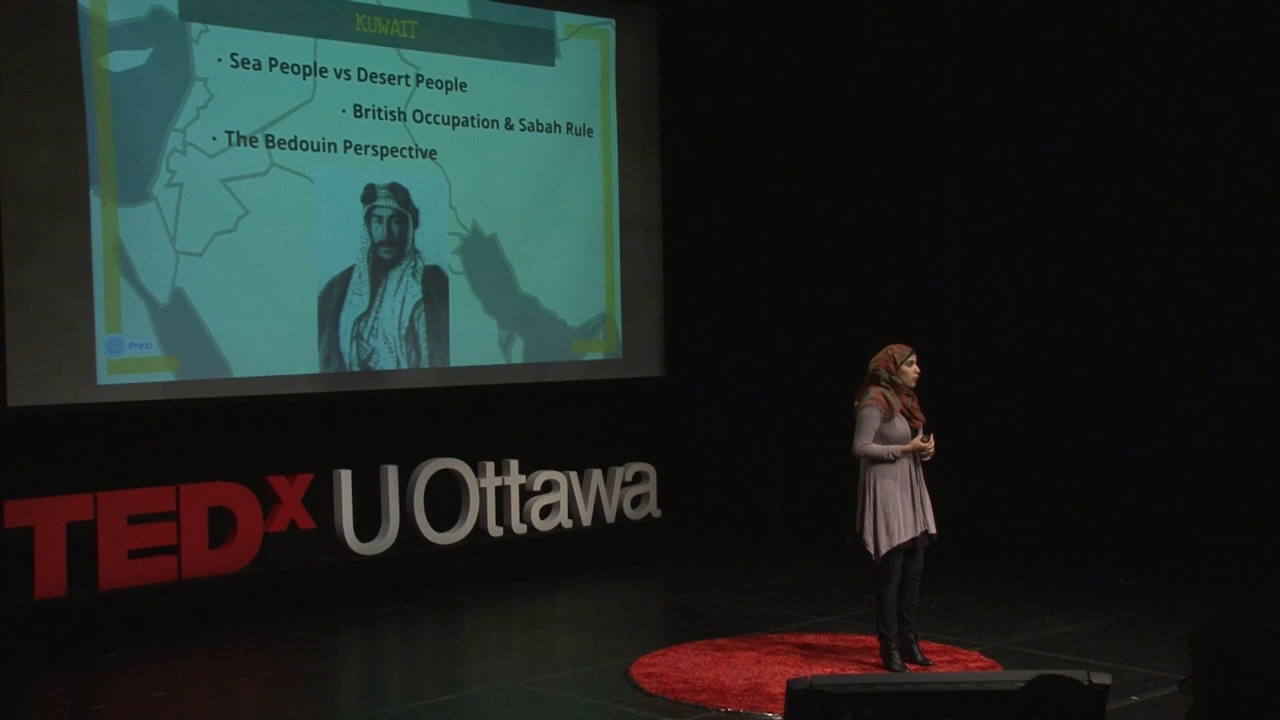 KUWAIT
· Sea People vs Desert People
· British Occupation & Sabah Rule
· The Bedouin Perspective
Prezi
TEDx UOttawa